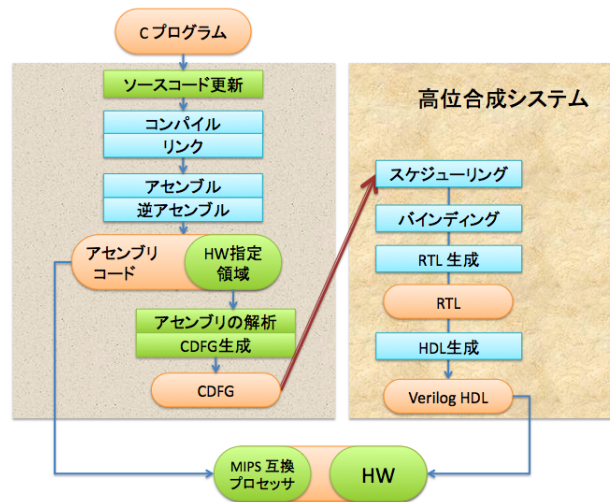 C プログラム
ソースコード更新
コンパイル
リンク
アセンブル
逆アセンブル
アセンブリ
コード
HW指定
領域
アセンブリの解析
CDFG生成
CDFG
高位合成システム
スケジューリング
バインディング
RTL 生成
RTL
HDL生成
Verilog HDL
MIPS 互換
プロセッサ
HW